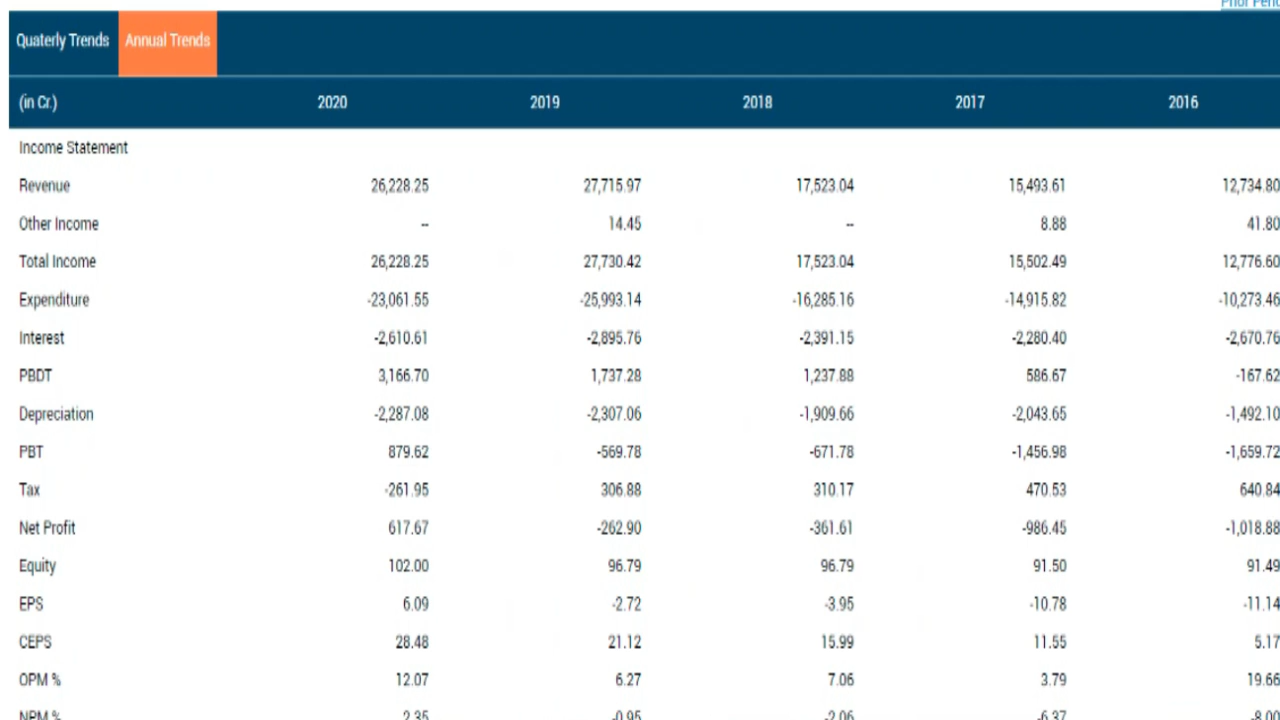 Prior Peri
Quaterly Trends Annual Trends
(in Cr.) 2020 2019 2018 2017 2016
Income Statement
Revenue 26,228.25 27,715.97 17,523.04 15,493.61 12,734.80
Other Income -- 14.45 -- 8.88 41.80
Total Income 26,228.25 27,730.42 17,523.04 15,502.49 12,776.60
Expenditure -23,061.55 -25,993.14 -16,285.16 -14,915.82 -10,273.46
Interest -2,610.61 -2,895.76 -2,391.15 -2,280.40 -2,670.76
PBDT 3,166.70 1,737.28 1,237.88 586.67 -167.62
Depreciation -2,287.08 -2,307.06 -1,909.66 -2,043.65 -1,492.10
PBT 879.62 -569.78 -671.78 -1,456.98 -1,659.72
Tax -261.95 306.88 310.17 470.53 640.84
Net Profit 617.67 -262.90 -361.61 -986.45 -1,018.88
Equity 102.00 96.79 96.79 91.50 91.49
EPS 6.09 -2.72 -3.95 -10.78 -11.14
CEPS 28.48 21.12 15.99 11.55 5.17
OPM % 12.07 6.27 7.06 3.79 19.66
NPM % 2.35 -0.95 -2.06 -6.37 -8.00